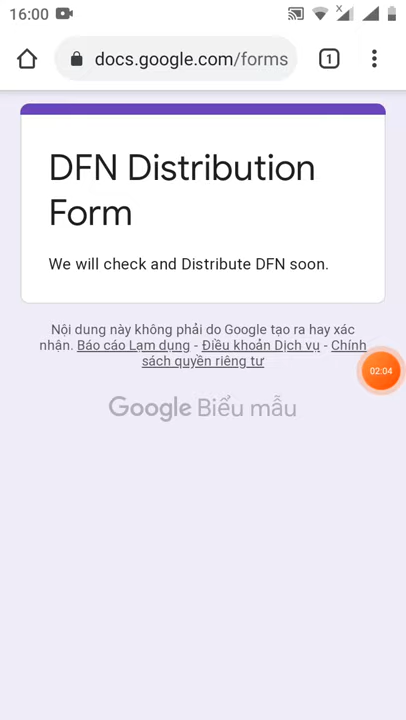 16:00
x
docs.google.com/forms
1
DFN Distribution
Form
We will check and Distribute DFN soon.
Nội dung này không phải do Google tạo ra hay xác
nhận. Báo cáo Lạm dụng - Điều khoản Dịch vụ - Chính
sách quyền riêng tư
02:04
Google Biểu mẫu